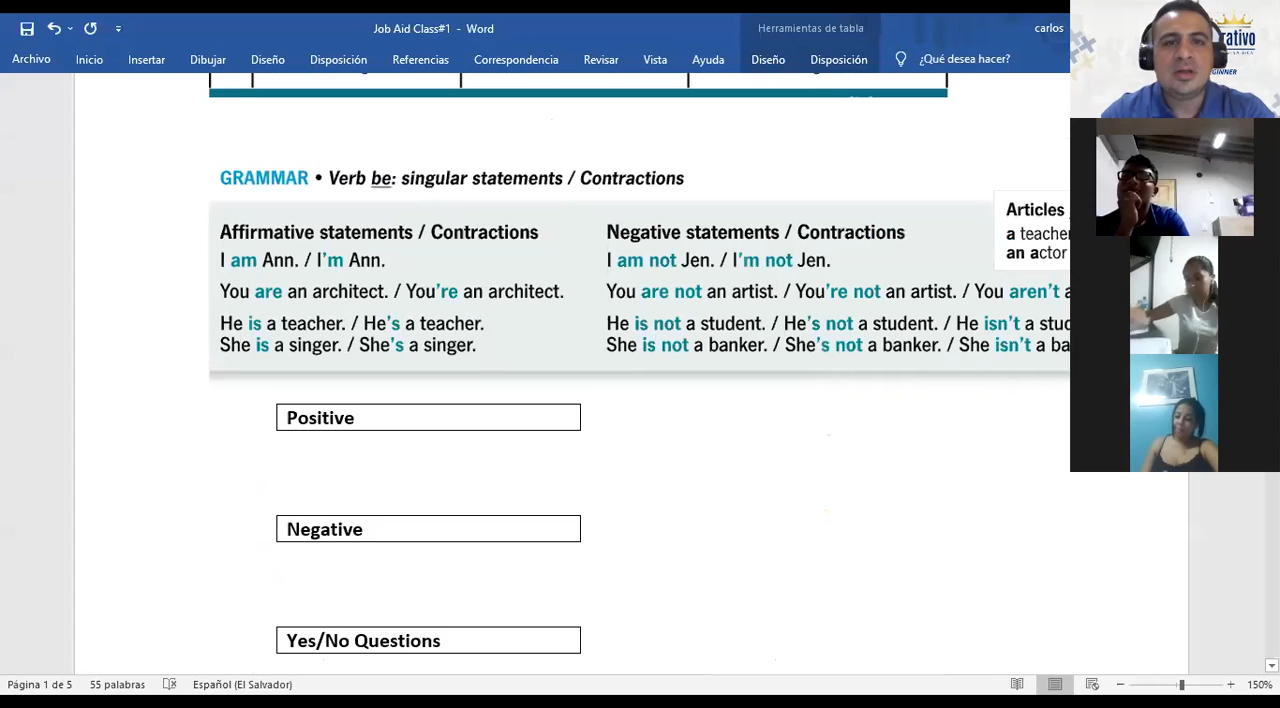 Job Aid Class#1 - Word
Herramientas de tabla
carlos
Archivo Inicio Insertar Dibujar Diseño Disposición Referencias Correspondencia Revisar Vista Ayuda Diseño Disposición ¿Qué desea hacer?
GRAMMAR • Verb be: singular statements / Contractions
Affirmative statements / Contractions
I am Ann. / I'm Ann.
You are an architect. / You're an architect.
He is a teacher. / He's a teacher.
She is a singer. / She's a singer.
Negative statements / Contractions
I am not Jen. / I'm not Jen.
You are not an artist. / You're not an artist. / You aren't a
He is not a student. / He's not a student. / He isn't a stud
She is not a banker. / She's not a banker. / She isn't a ba
Articles
a teacher
an actor
Positive
Negative
Yes/No Questions
Página 1 de 5 55 palabras Español (El Salvador) 150%